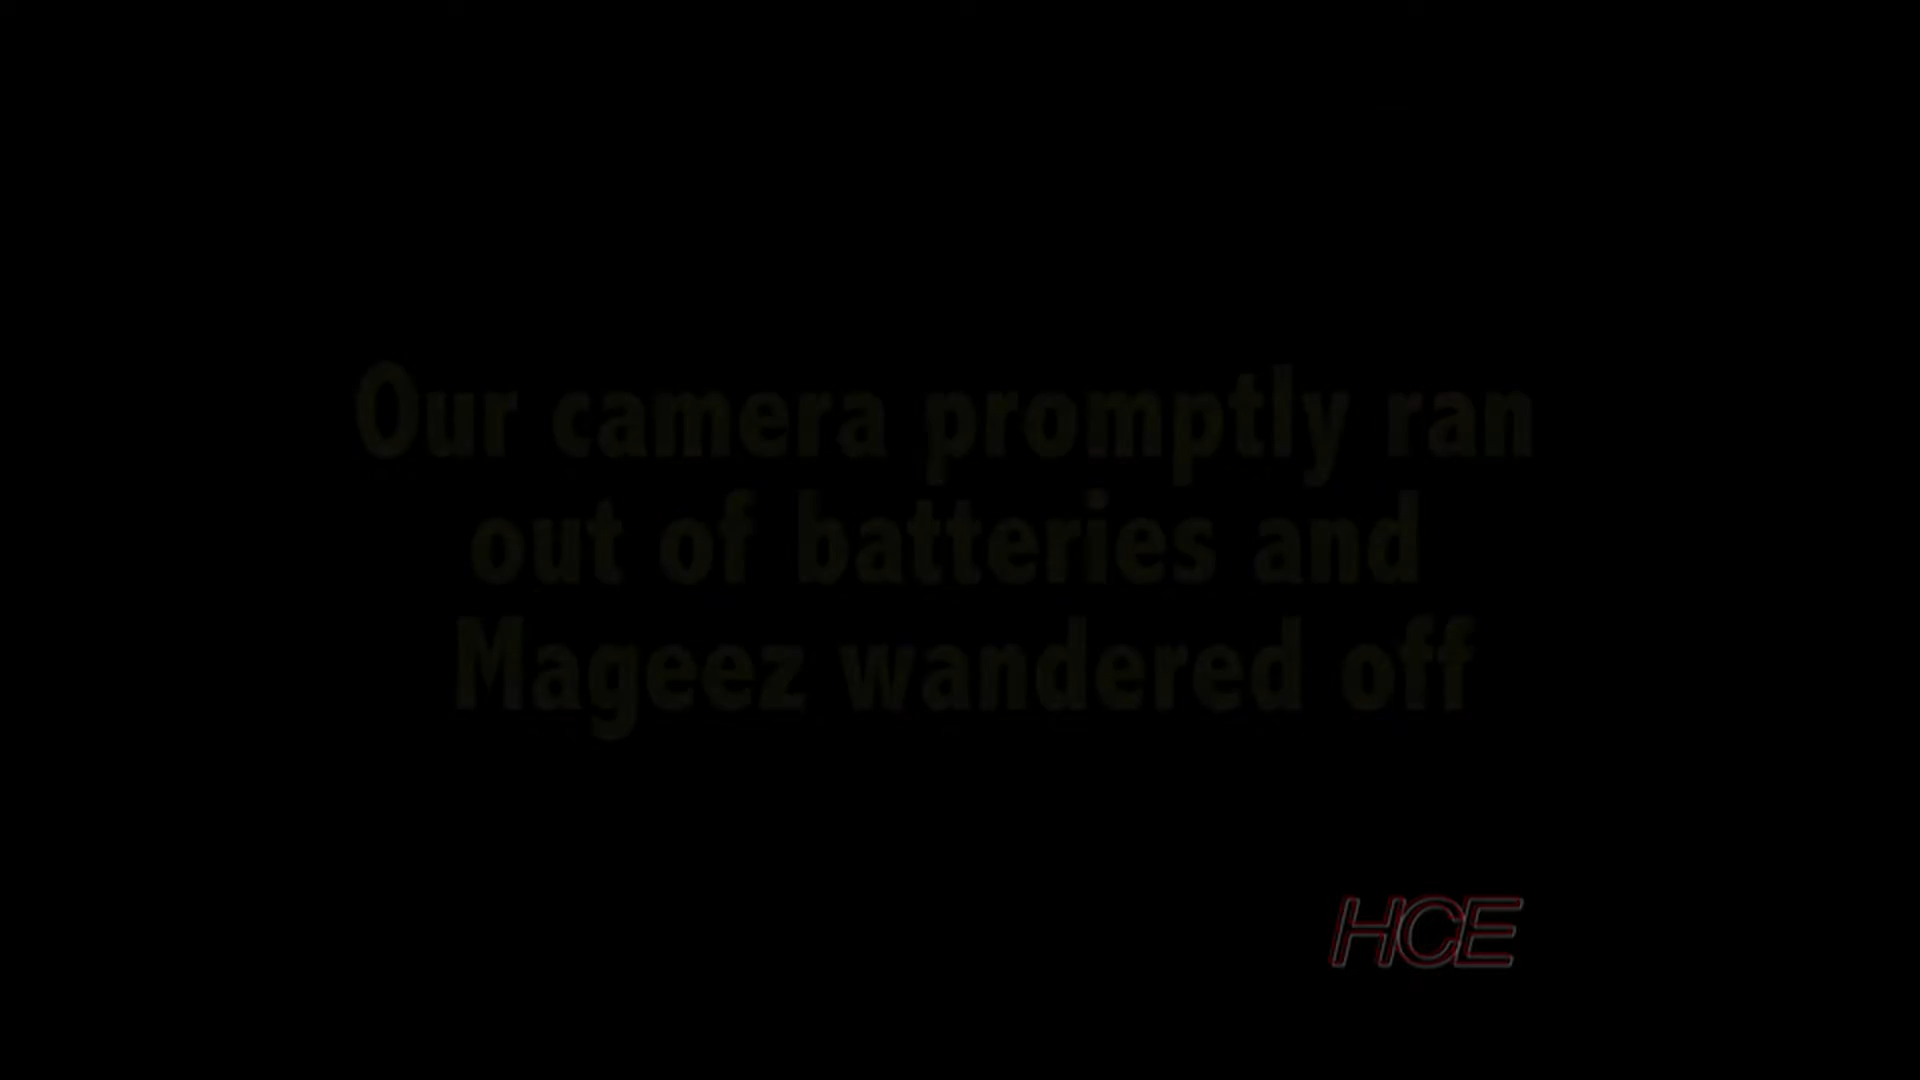 Our camera promptly ran
out of batteries and
Mageez wandered off
HCE